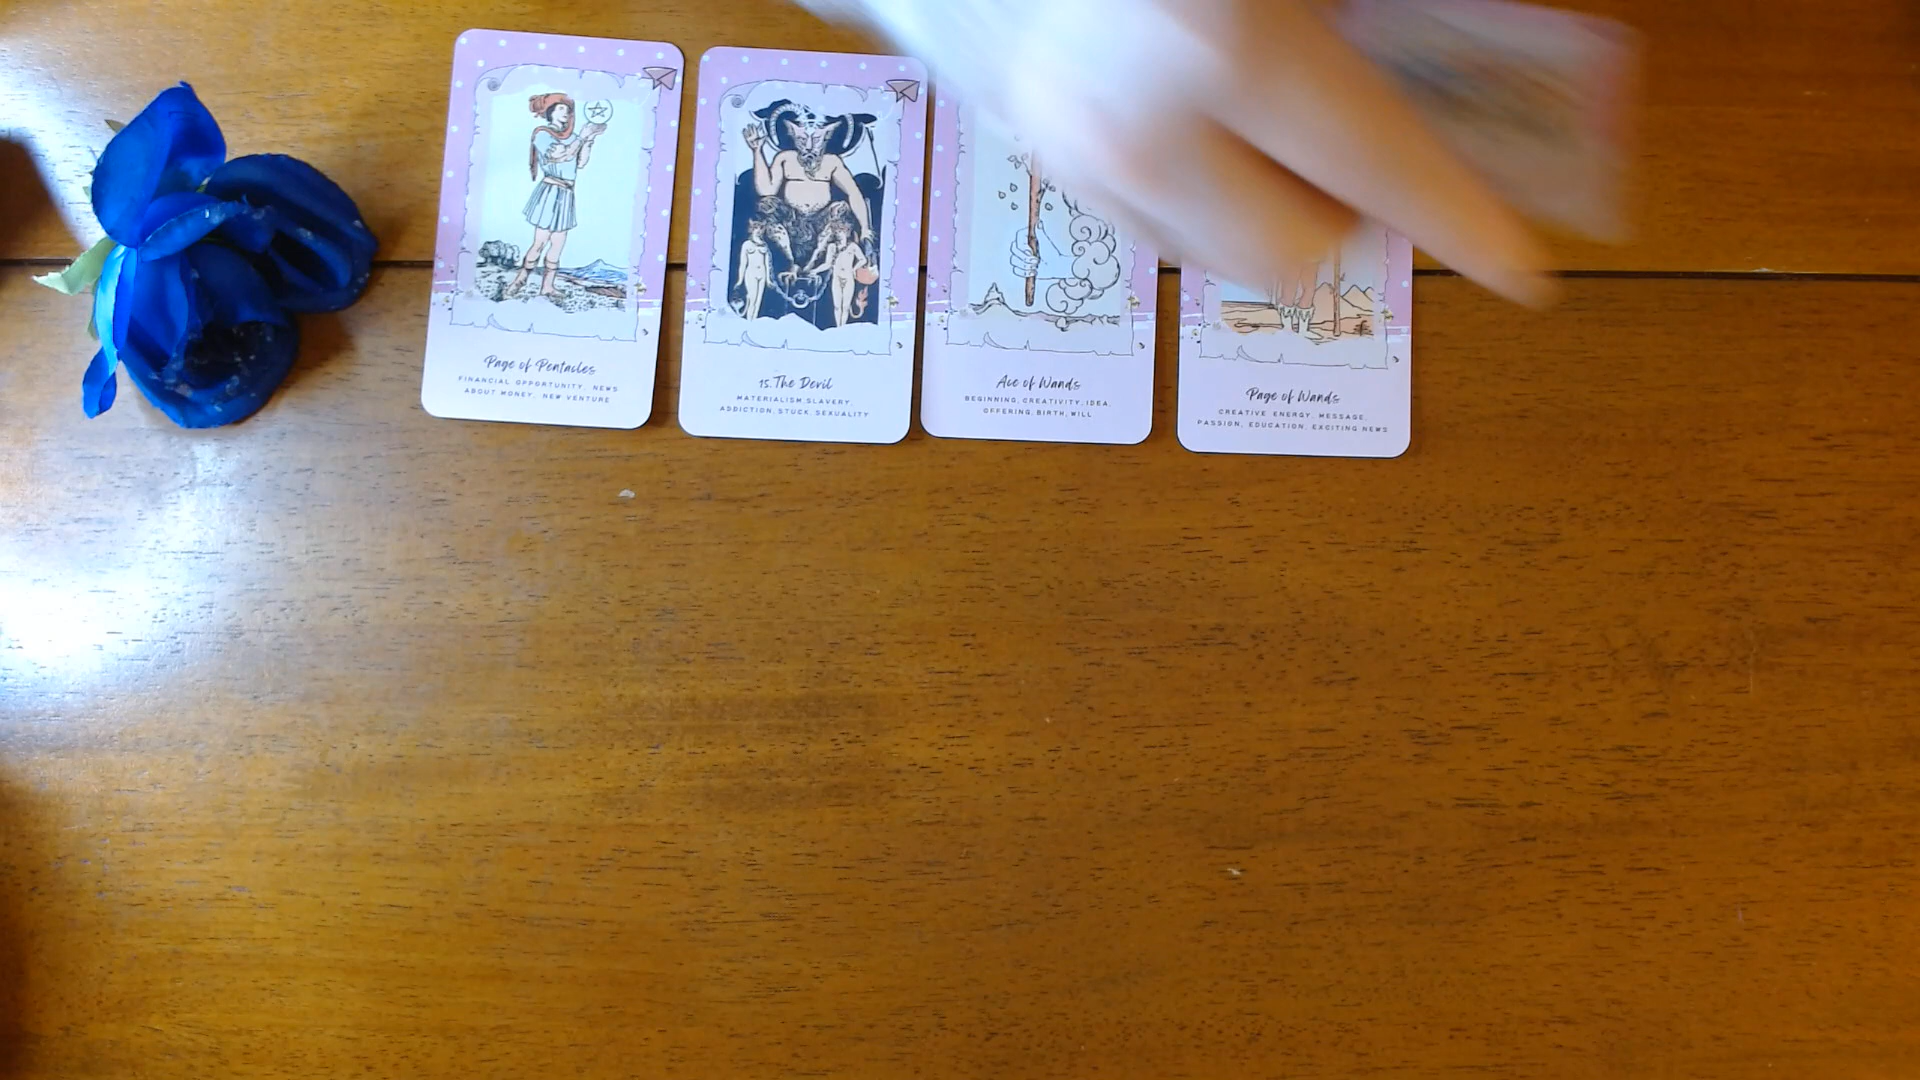 Page of Pentacles
FINANCIAL OPPORTUNITY, NEWS
ABOUT MONEY, NEW VENTURE
15. The Devil
MATERIALISM, SLAVERY,
ADDICTION, STUCK, SEXUALITY
Ace of Wands
BEGINNING, CREATIVITY, IDEA,
OFFERING, BIRTH, WILL
Page of Wands
CREATIVE ENERGY, MESSAGE,
PASSION, EDUCATION, EXCITING NEWS